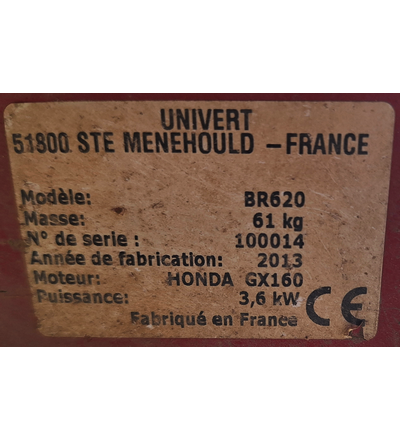 UNIVERT
51800 STE MENEHOULD - FRANCE
Modèle: BR620
Masse: 61 kg
N° de serie : 100014
Année de fabrication: 2013
Moteur: HONDA GX160
Puissance: 3,6 kW
Fabriqué en France CE